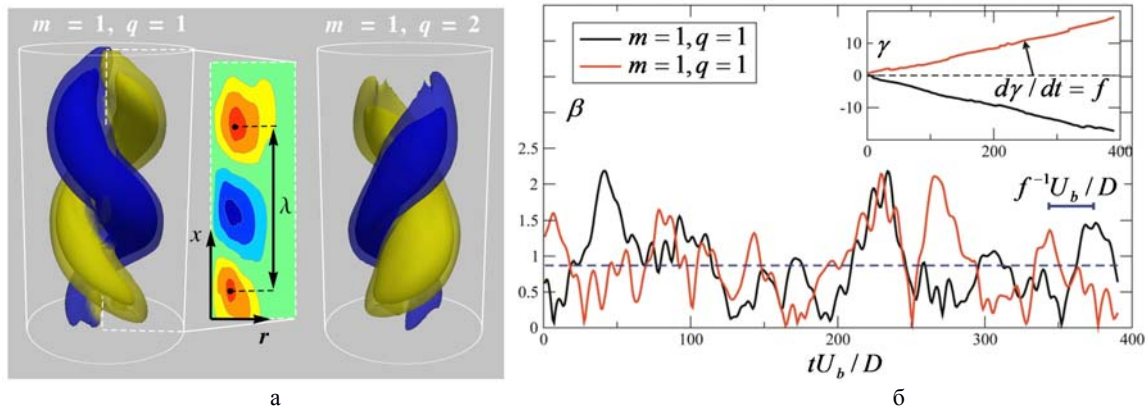 m = 1, q = 1
m = 1, q = 2
x
λ
r
а
m = 1, q = 1
m = 1, q = 1
β
2.5
2
1.5
1
0.5
0
0 100 200 300 400
tU_b / D
f⁻¹U_b / D
γ
10
0
-10
0 200 400
dγ / dt = f
б